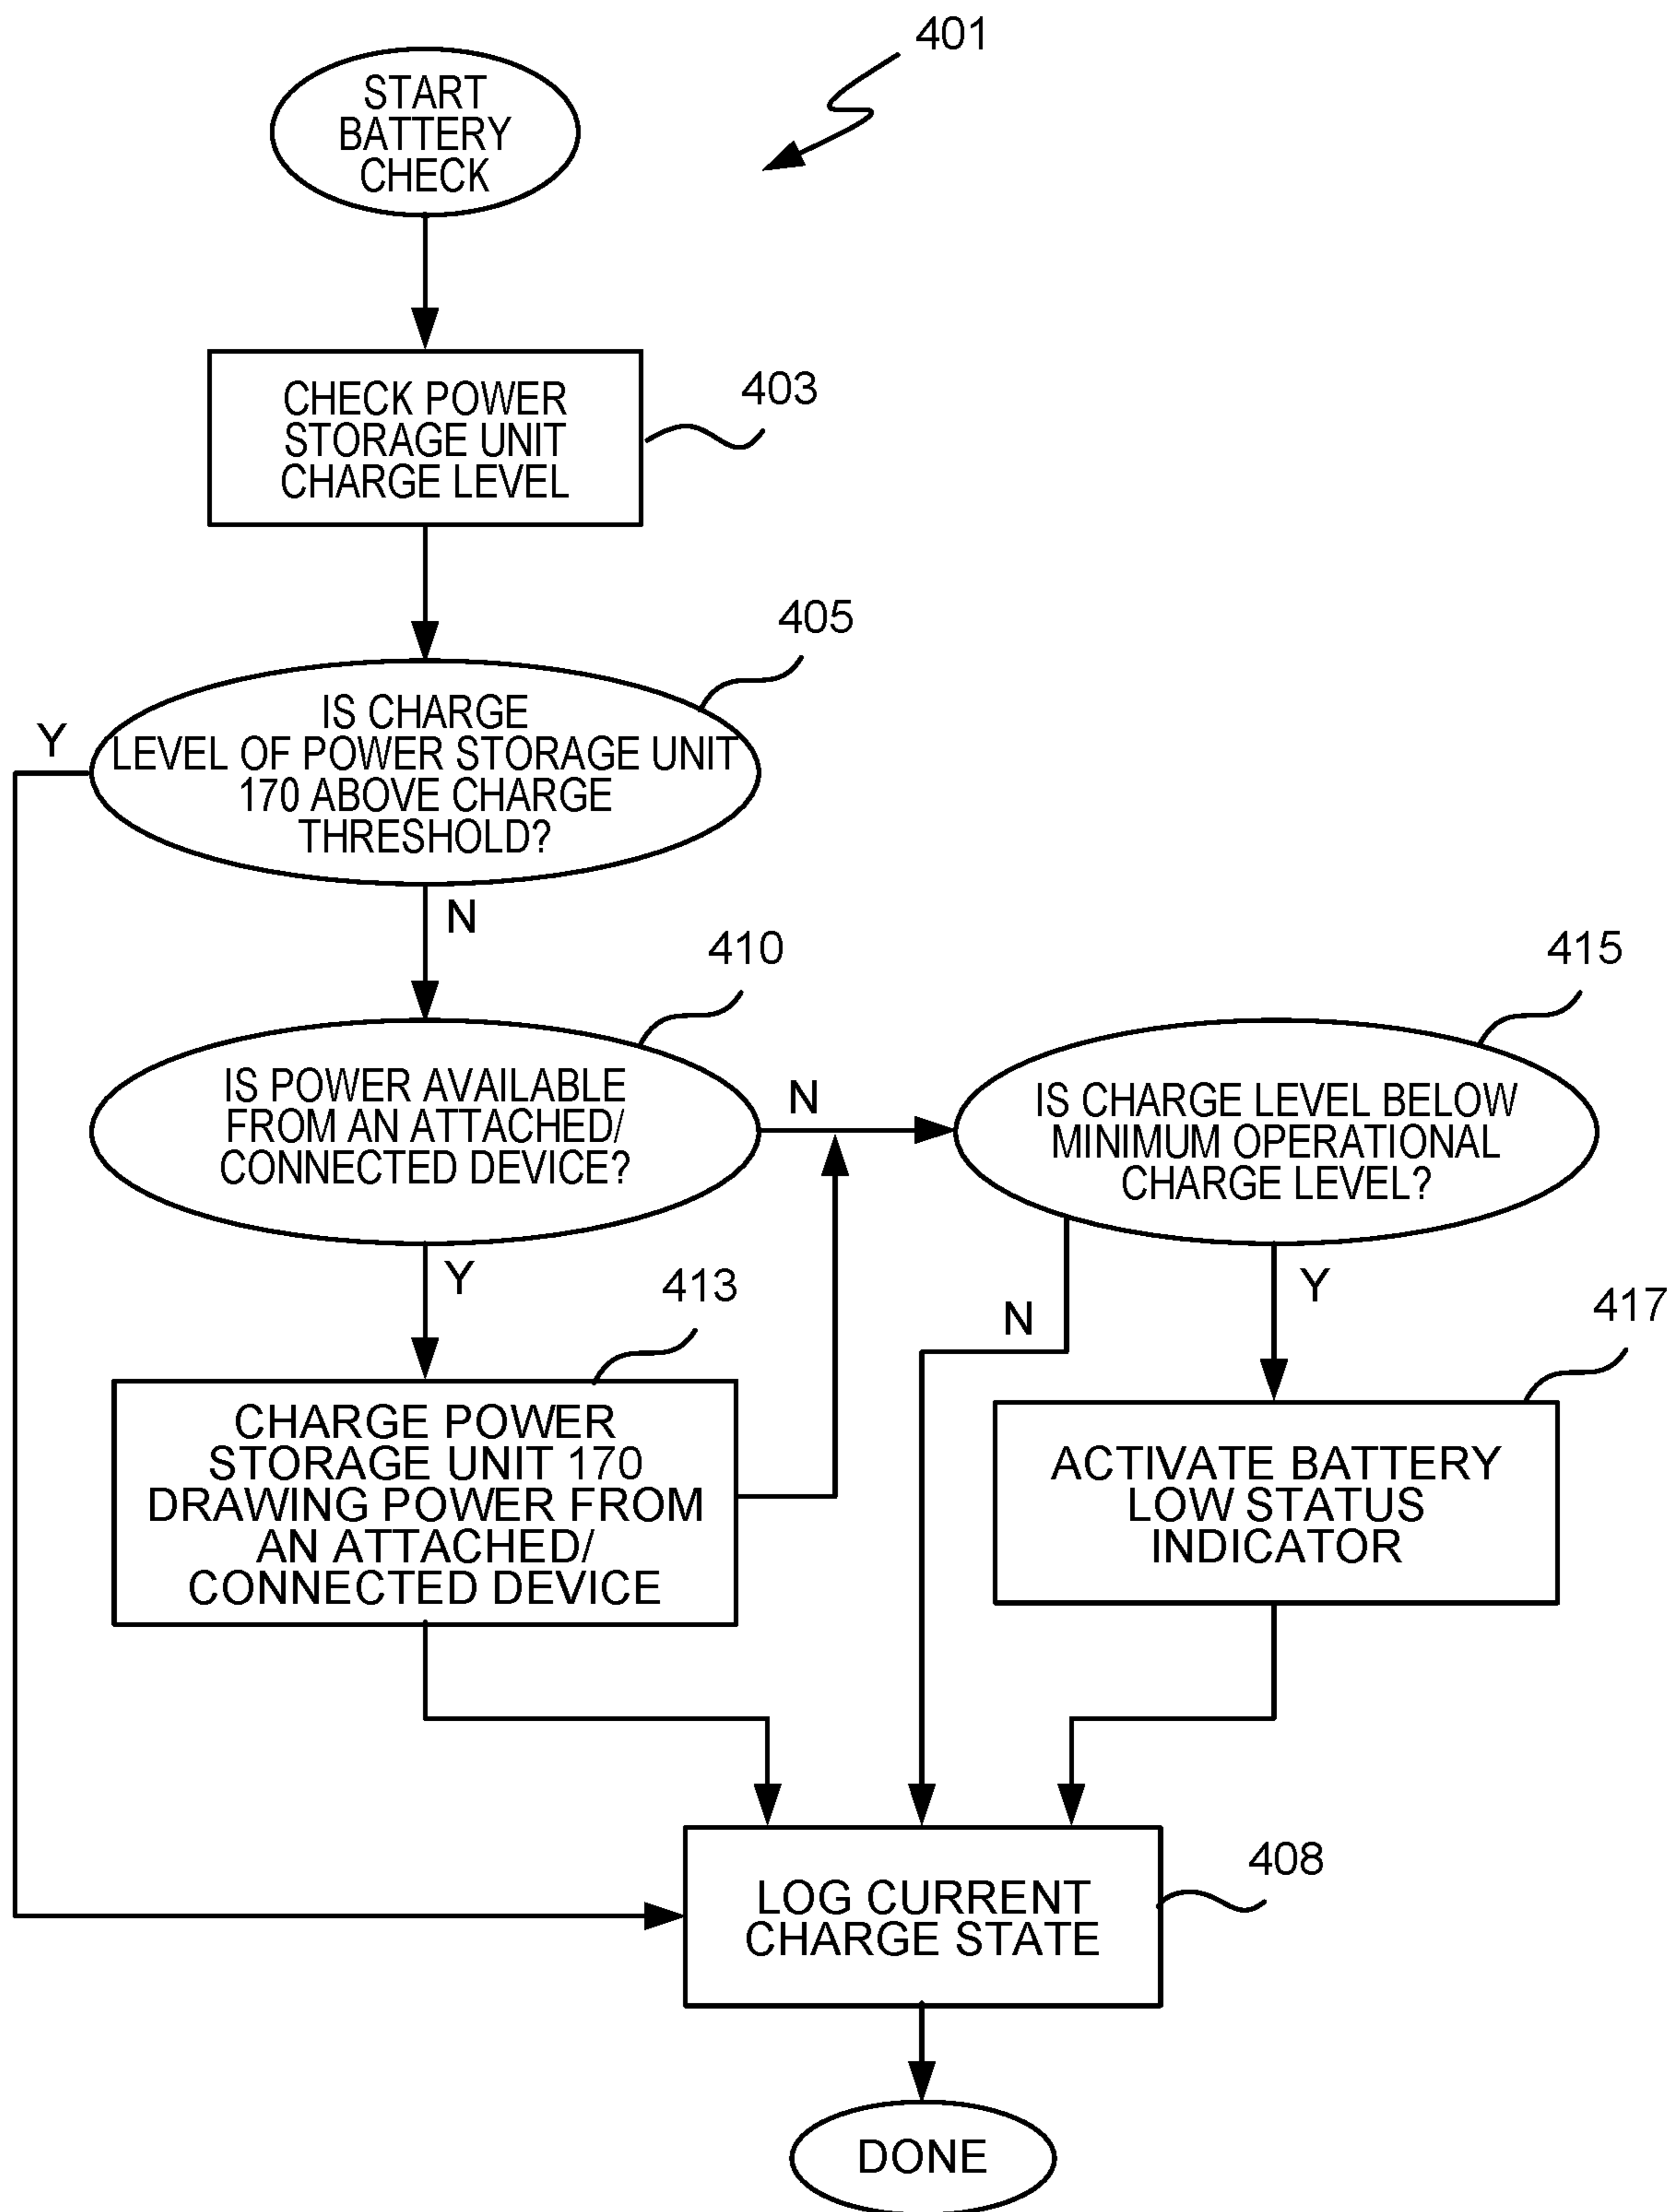 401
START
BATTERY
CHECK
CHECK POWER
STORAGE UNIT
CHARGE LEVEL
403
405
IS CHARGE
LEVEL OF POWER STORAGE UNIT
170 ABOVE CHARGE
THRESHOLD?
Y
N
410
415
IS POWER AVAILABLE
FROM AN ATTACHED/
CONNECTED DEVICE?
N
IS CHARGE LEVEL BELOW
MINIMUM OPERATIONAL
CHARGE LEVEL?
Y
413
N
Y
417
CHARGE POWER
STORAGE UNIT 170
DRAWING POWER FROM
AN ATTACHED/
CONNECTED DEVICE
ACTIVATE BATTERY
LOW STATUS
INDICATOR
408
LOG CURRENT
CHARGE STATE
DONE